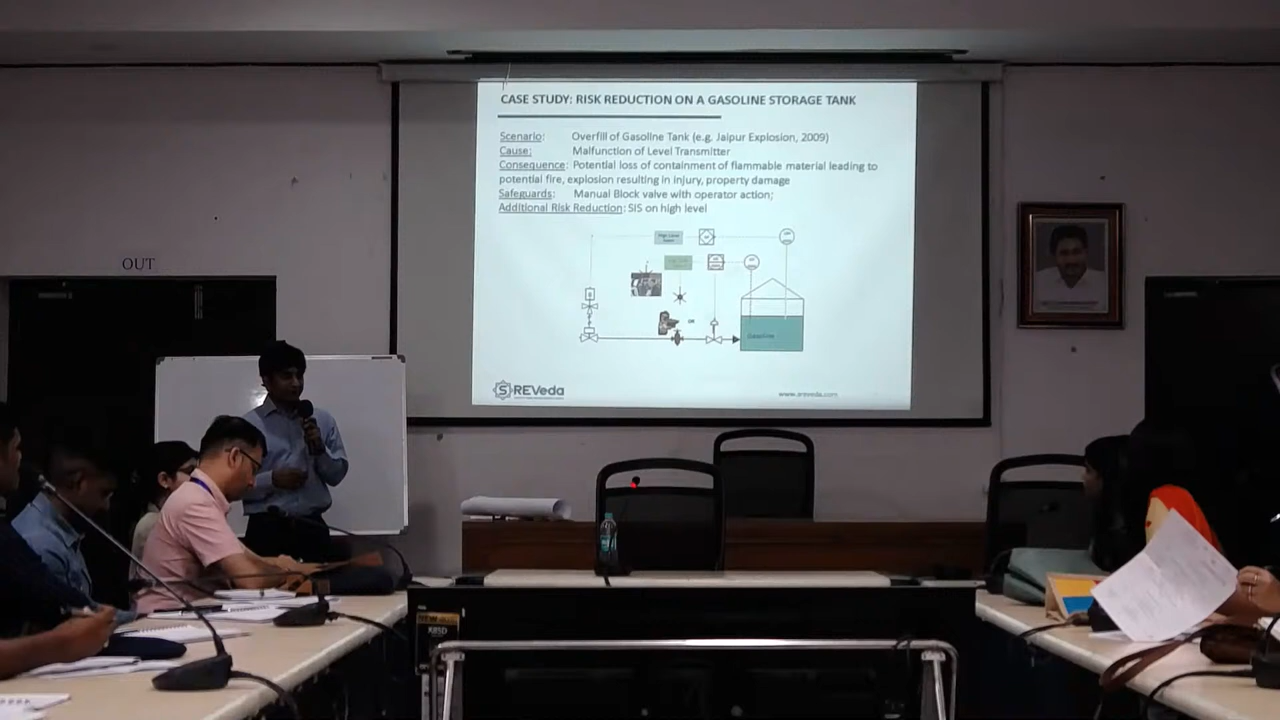 CASE STUDY: RISK REDUCTION ON A GASOLINE STORAGE TANK
Scenario: Overfill of Gasoline Tank (e.g. Jaipur Explosion, 2009)
Cause: Malfunction of Level Transmitter
Consequence: Potential loss of containment of flammable material leading to
potential fire, explosion resulting in injury, property damage
Safeguards: Manual Block valve with operator action;
Additional Risk Reduction: SIS on high level
Gasoline
SREVeda
www.sreveda.com
OUT
X85D